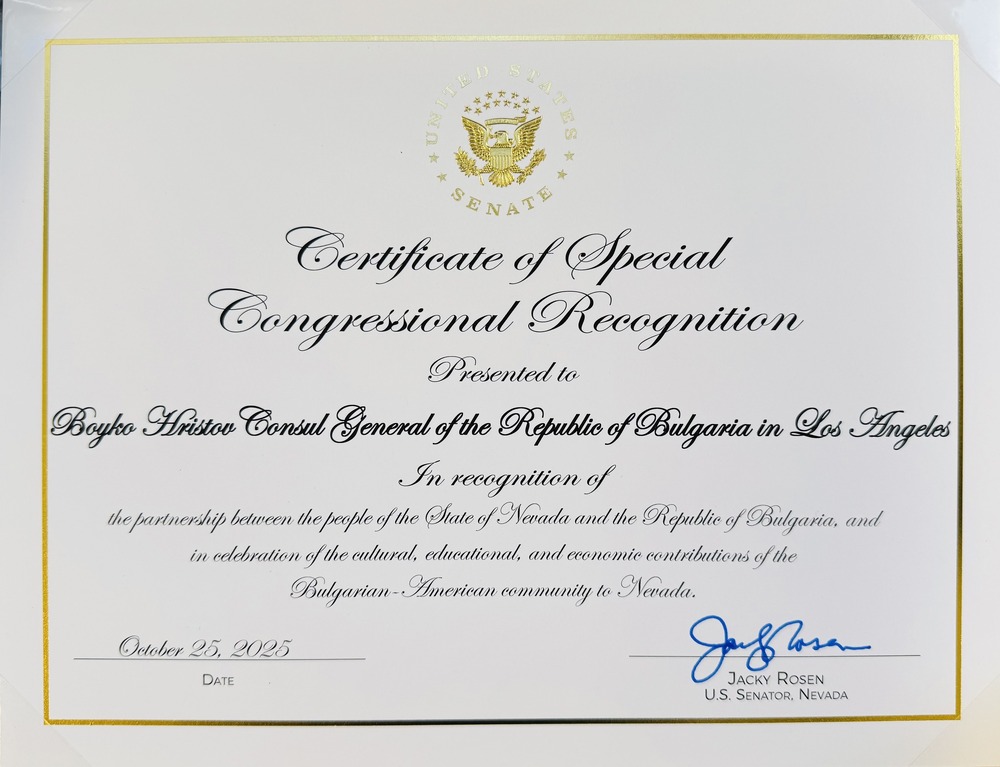 UNITED STATES
SENATE
Certificate of Special
Congressional Recognition
Presented to
Boyko Hristov Consul General of the Republic of Bulgaria in Los Angeles
In recognition of
the partnership between the people of the State of Nevada and the Republic of Bulgaria, and
in celebration of the cultural, educational, and economic contributions of the
Bulgarian-American community to Nevada.
October 25, 2025
Date
Jacky Rosen
Jacky Rosen
U.S. Senator, Nevada